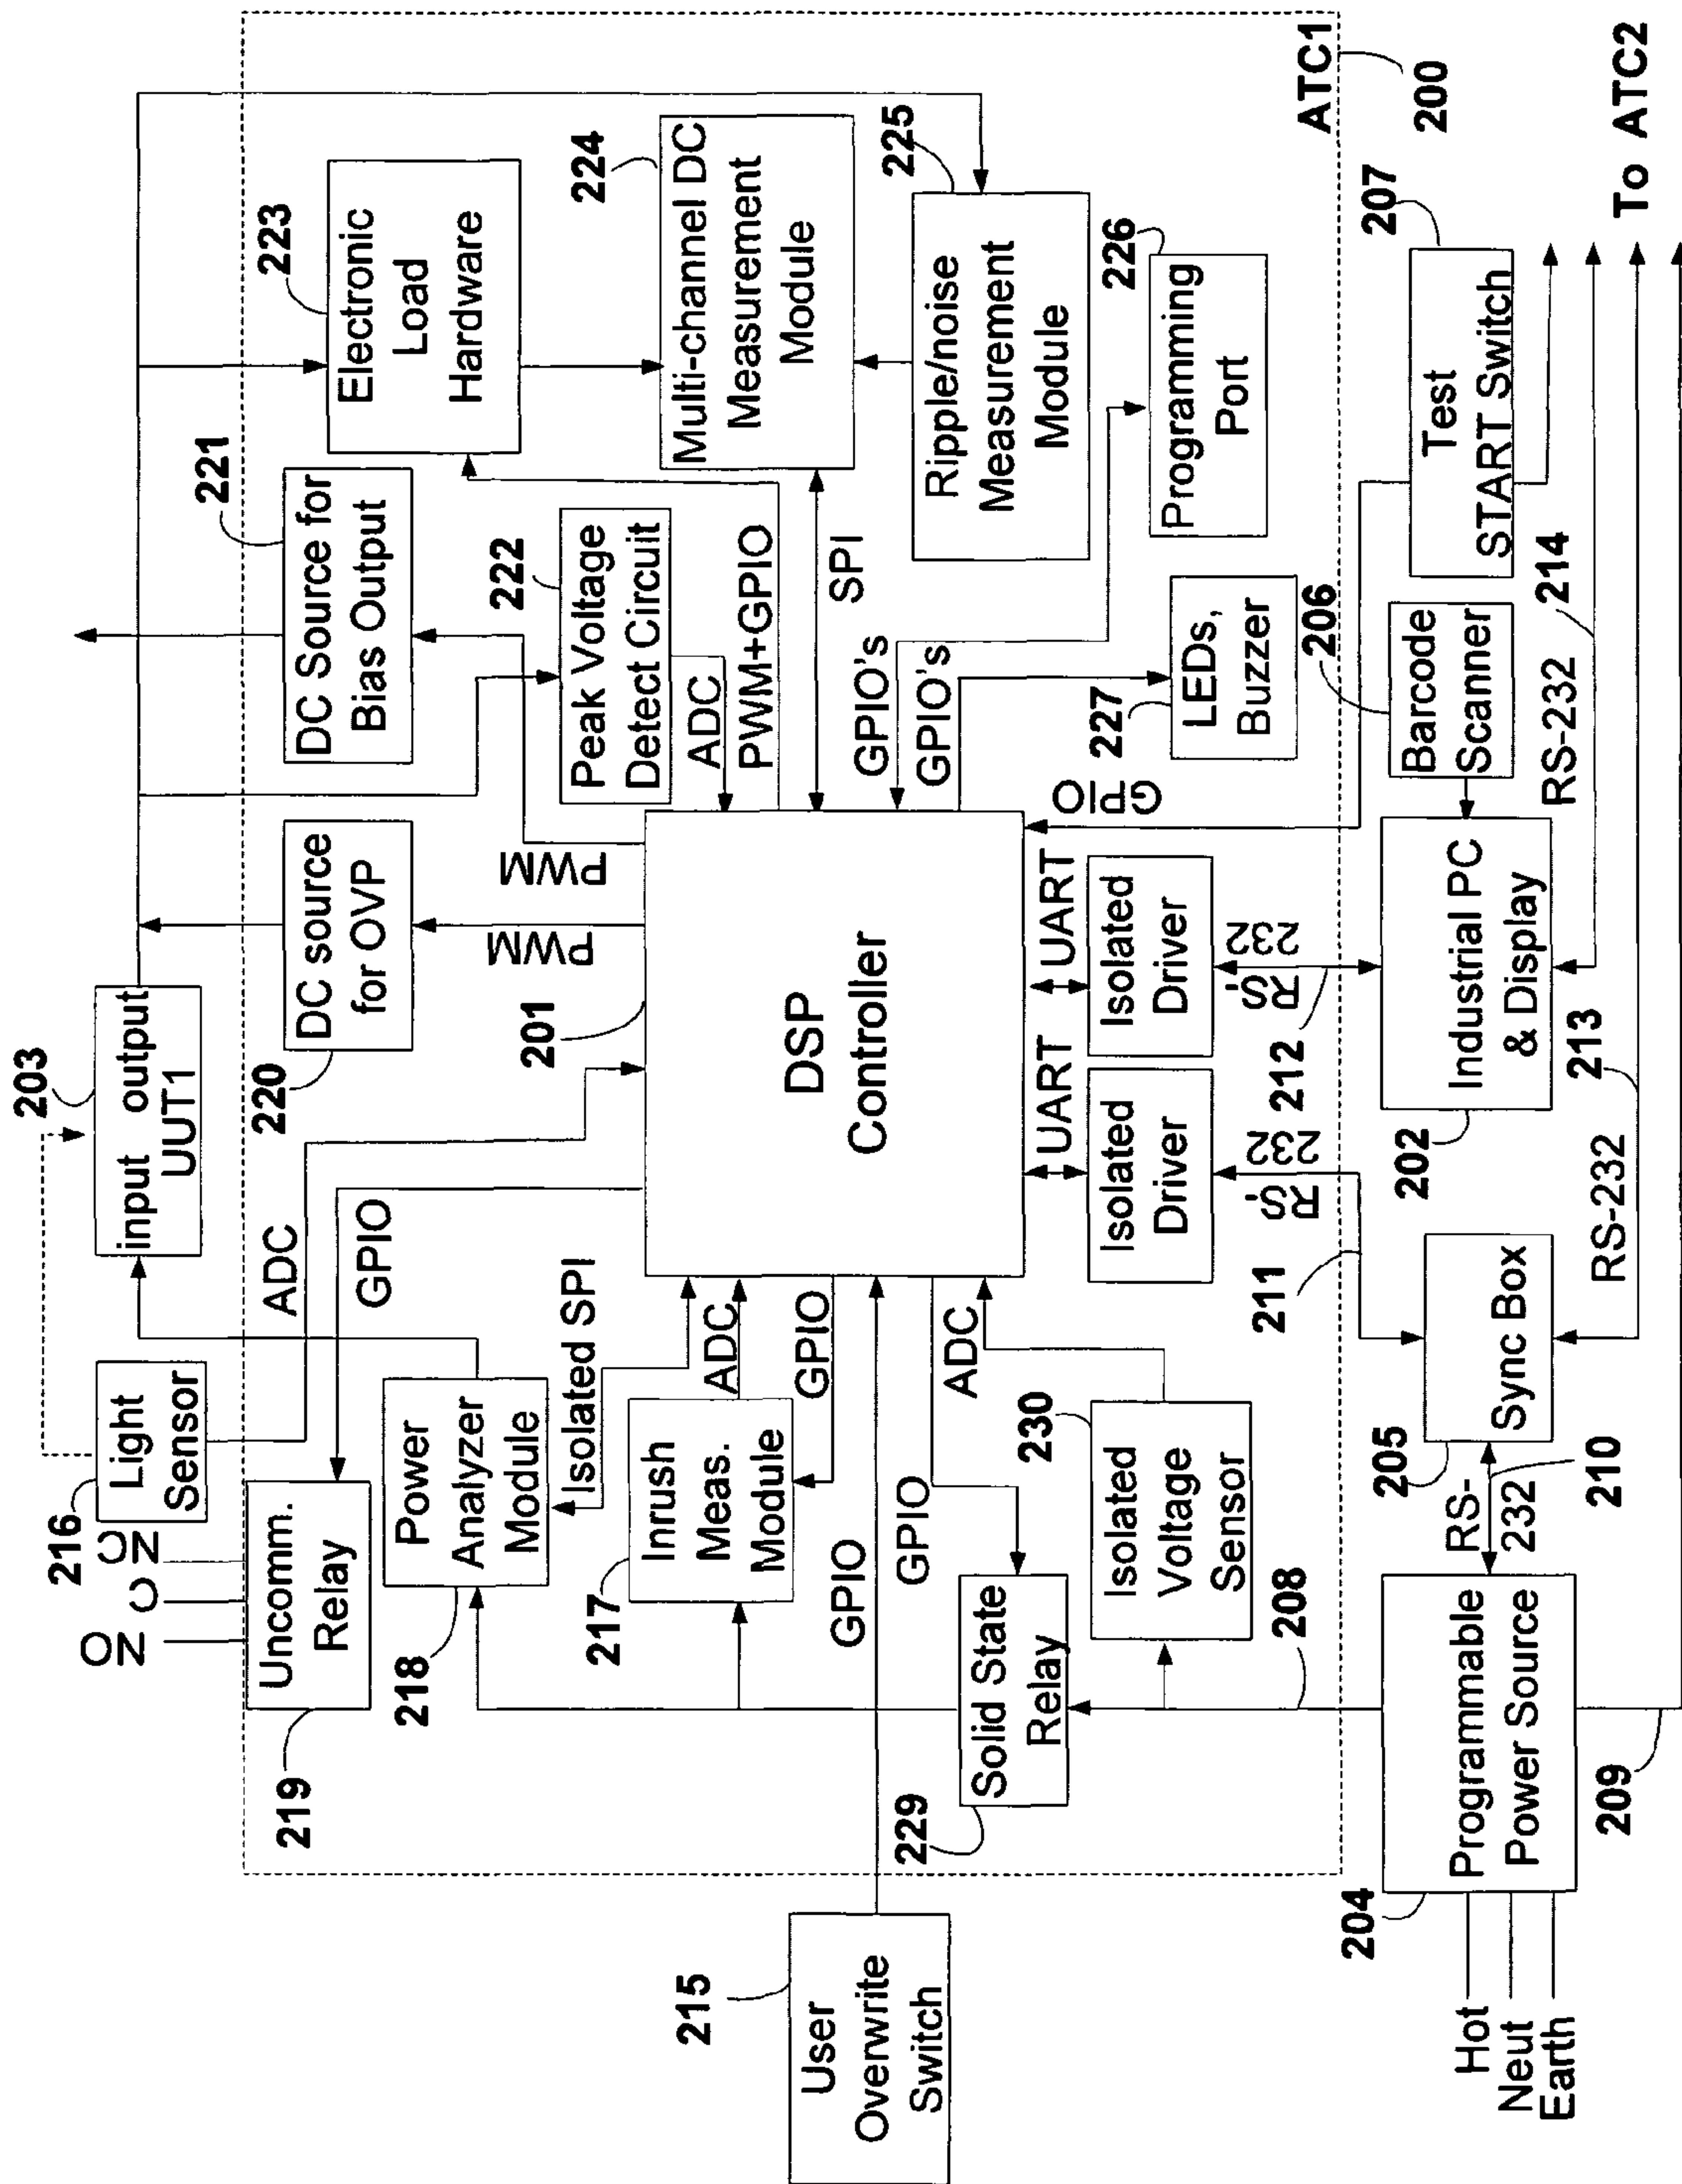 216
Light
Sensor
203
input output
UUT1
NO
C
NC
219
Uncomm.
Relay
GPIO
ADC
220
DC source
for OVP
PWM
221
DC Source for
Bias Output
PWM
223
Electronic
Load
Hardware
218
Power
Analyzer
Module
Isolated SPI
201
222
Peak Voltage
Detect Circuit
ADC
PWM+GPIO
224
Multi-channel DC
Measurement
Module
217
Inrush
Meas.
Module
ADC
GPIO
DSP
Controller
SPI
225
Ripple/noise
Measurement
Module
215
User
Overwrite
Switch
GPIO
GPIO
ADC
GPIO's
GPIO's
226
Programming
Port
229
Solid State
Relay
230
Isolated
Voltage
Sensor
UART
Isolated
Driver
UART
Isolated
Driver
GPIO
227
LEDs,
Buzzer
208
211
RS-
232
212
RS-
232
ATC1
200
204
Hot
Neut
Earth
Programmable
Power Source
RS-
232
210
205
Sync Box
202
Industrial PC
& Display
206
Barcode
Scanner
207
Test
START Switch
209
RS-232
213
RS-232
214
To ATC2